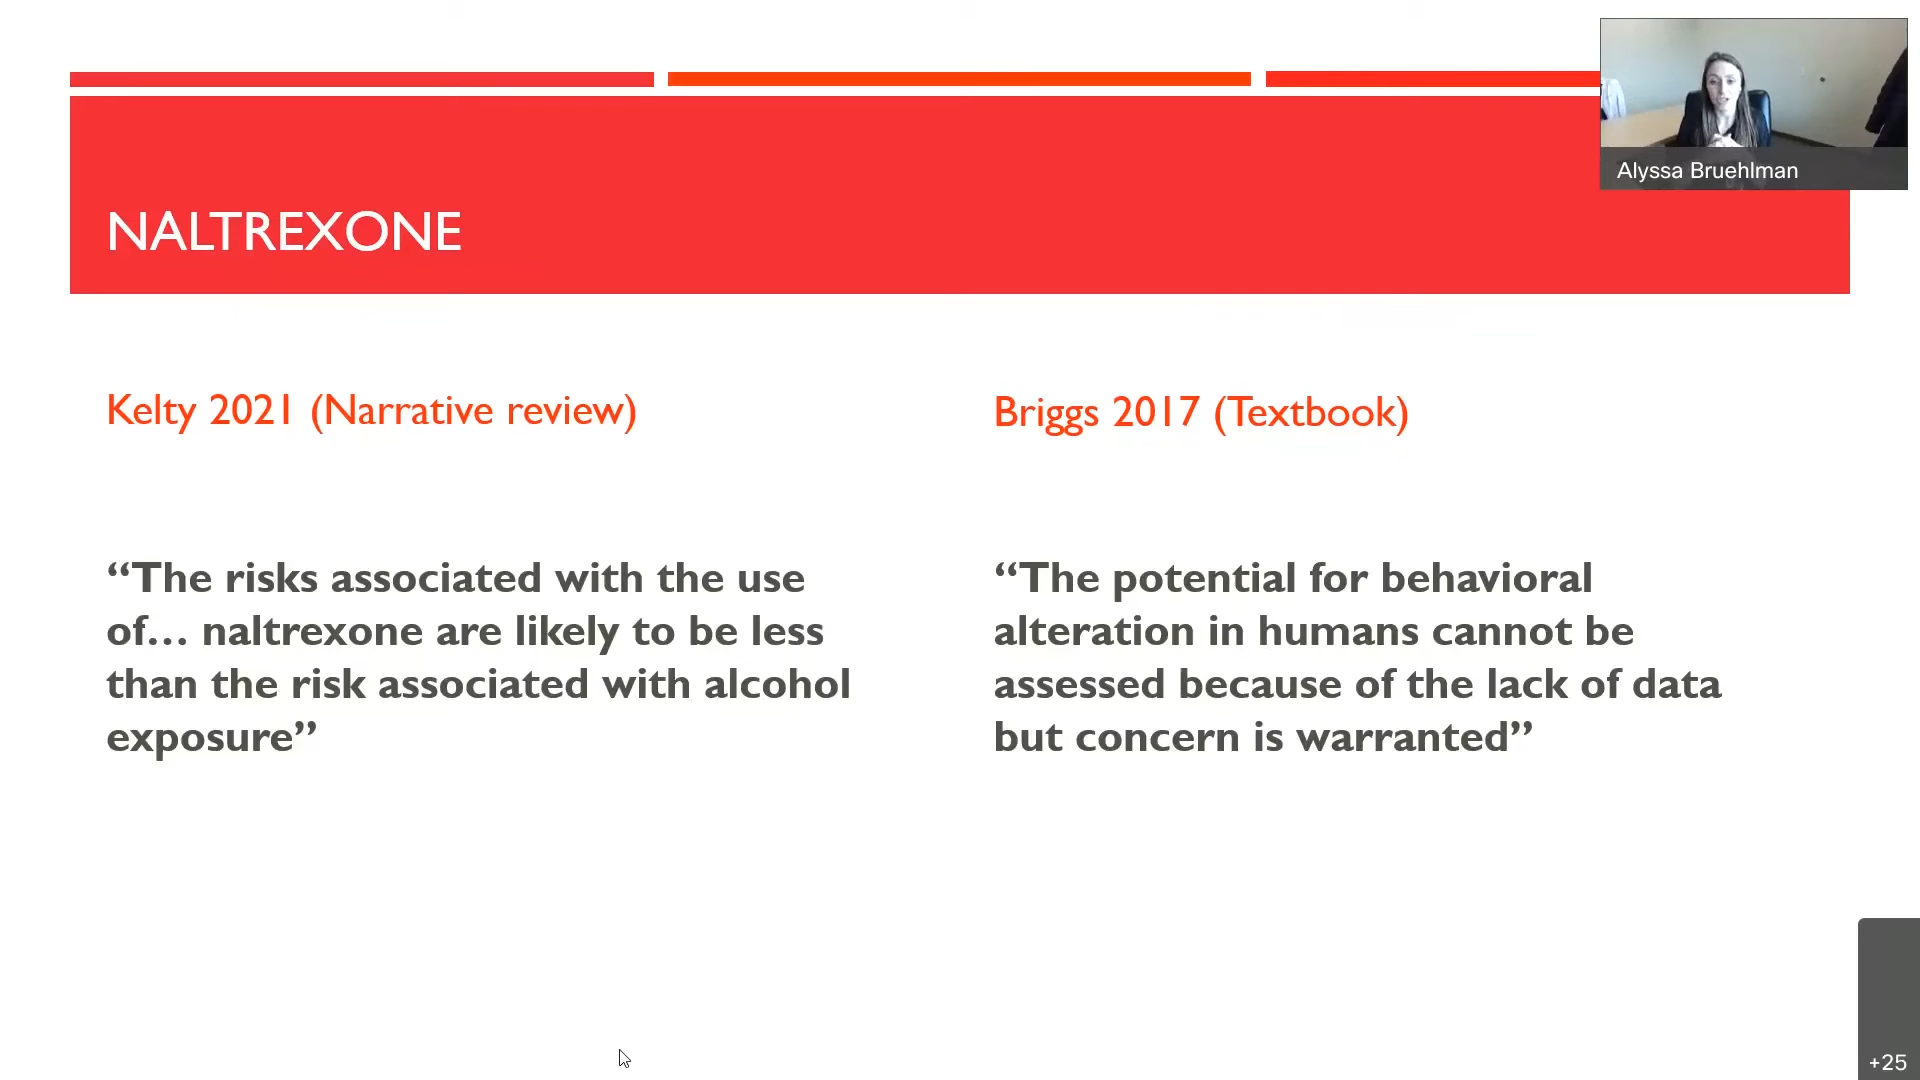 Alyssa Bruehlman
NALTREXONE
Kelty 2021 (Narrative review)
“The risks associated with the use
of… naltrexone are likely to be less
than the risk associated with alcohol
exposure”
Briggs 2017 (Textbook)
“The potential for behavioral
alteration in humans cannot be
assessed because of the lack of data
but concern is warranted”
+25